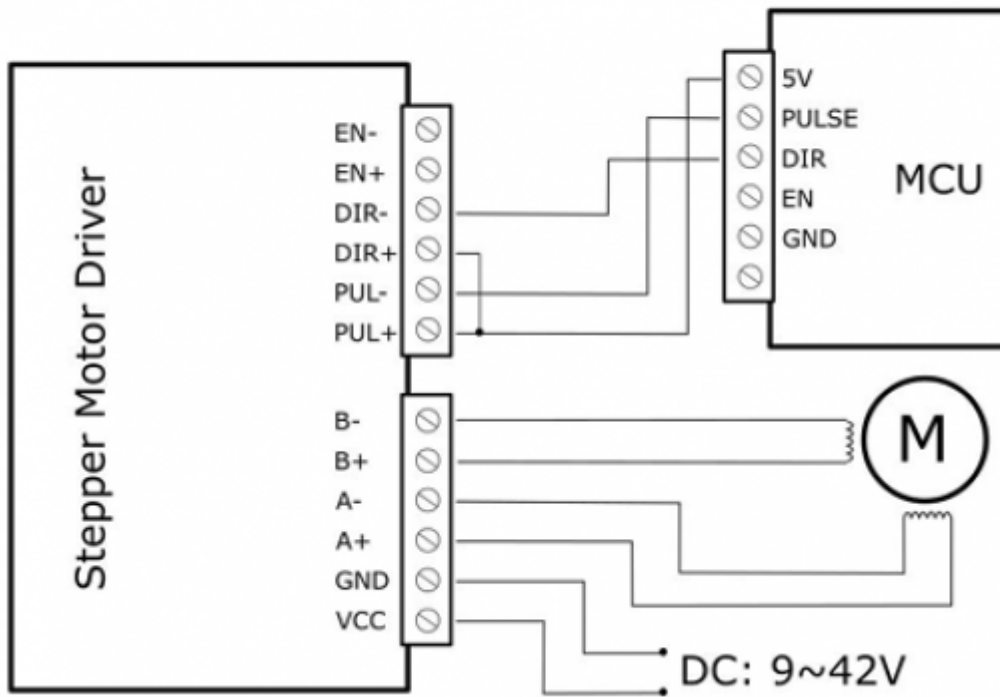 Stepper Motor Driver
EN-
EN+
DIR-
DIR+
PUL-
PUL+
B-
B+
A-
A+
GND
VCC
5V
PULSE
DIR
EN
GND
MCU
M
DC: 9~42V